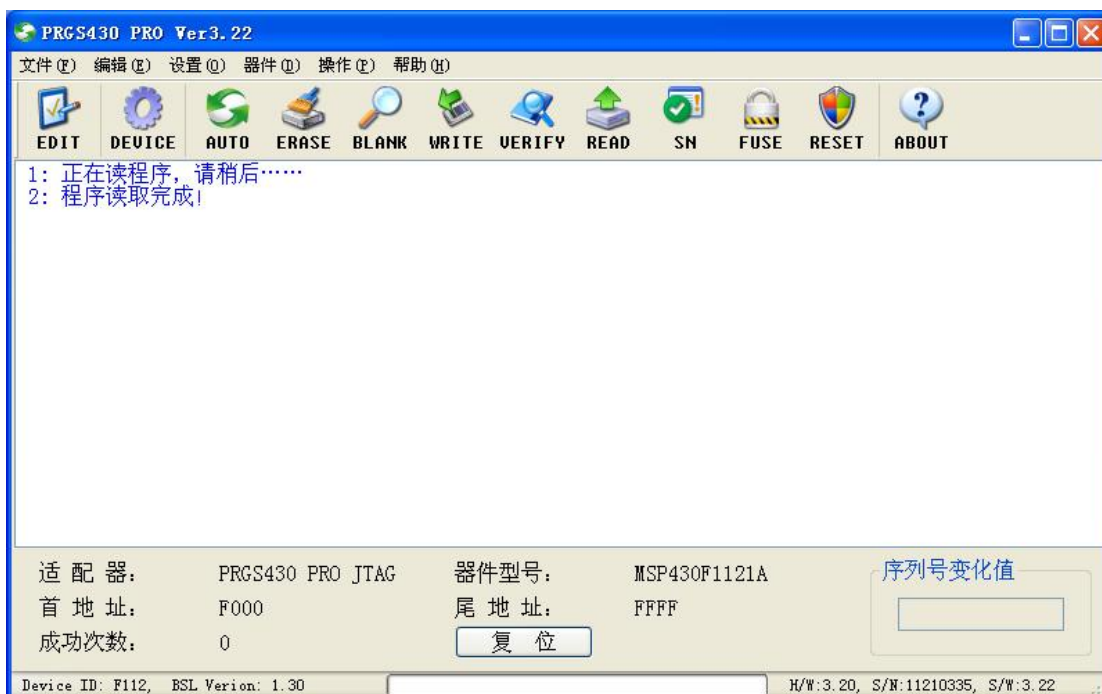 PRGS430 PRO Ver3.22
文件(F) 编辑(E) 设置(O) 器件(D) 操作(P) 帮助(H)
EDIT DEVICE AUTO ERASE BLANK WRITE VERIFY READ SN FUSE RESET ABOUT
1: 正在读程序，请稍后……
2: 程序读取完成!
适 配 器: PRGS430 PRO JTAG 器件型号: MSP430F1121A 序列号变化值
首 地 址: F000 尾 地 址: FFFF
成功次数: 0 复 位
Device ID: F112, BSL Verion: 1.30 H/W:3.20, S/N:11210335, S/W:3.22